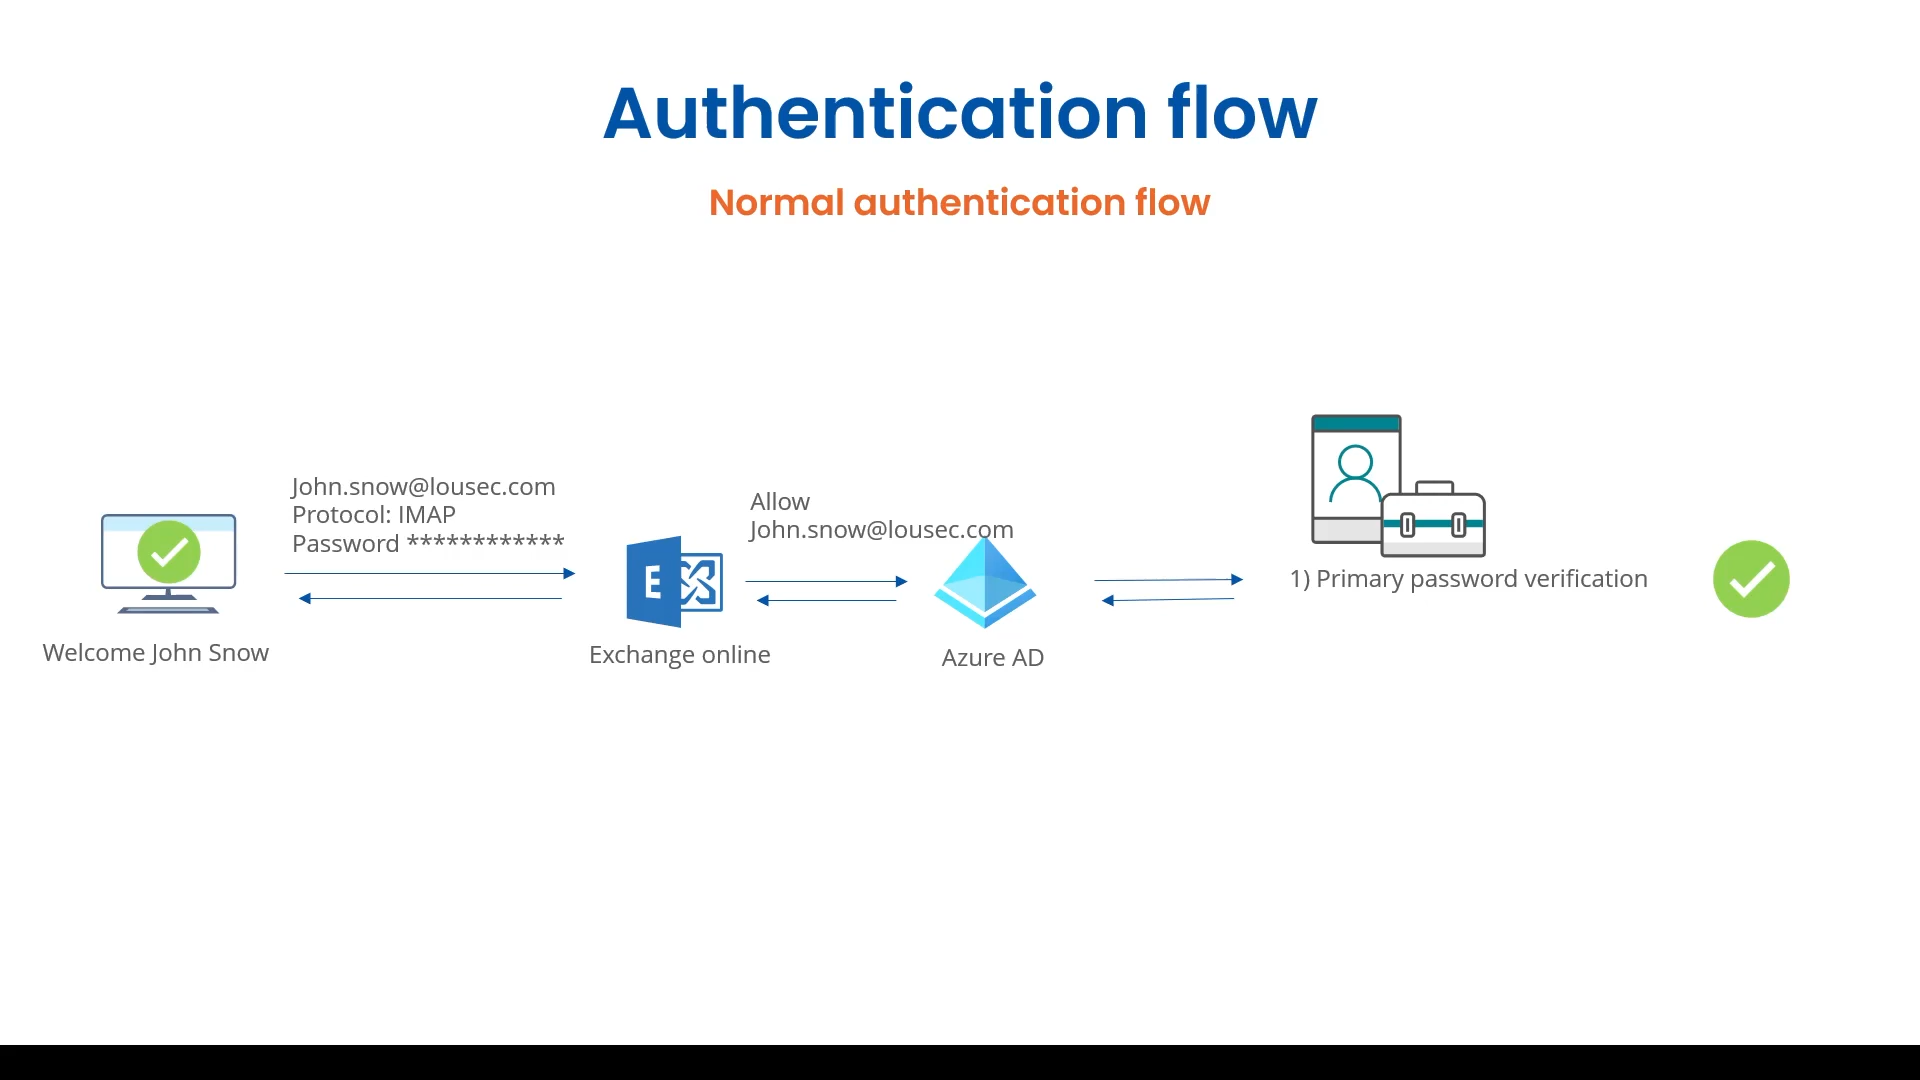 Authentication flow
Normal authentication flow
John.snow@lousec.com
Protocol: IMAP
Password ************
Allow
John.snow@lousec.com
E
1) Primary password verification
Welcome John Snow
Exchange online
Azure AD